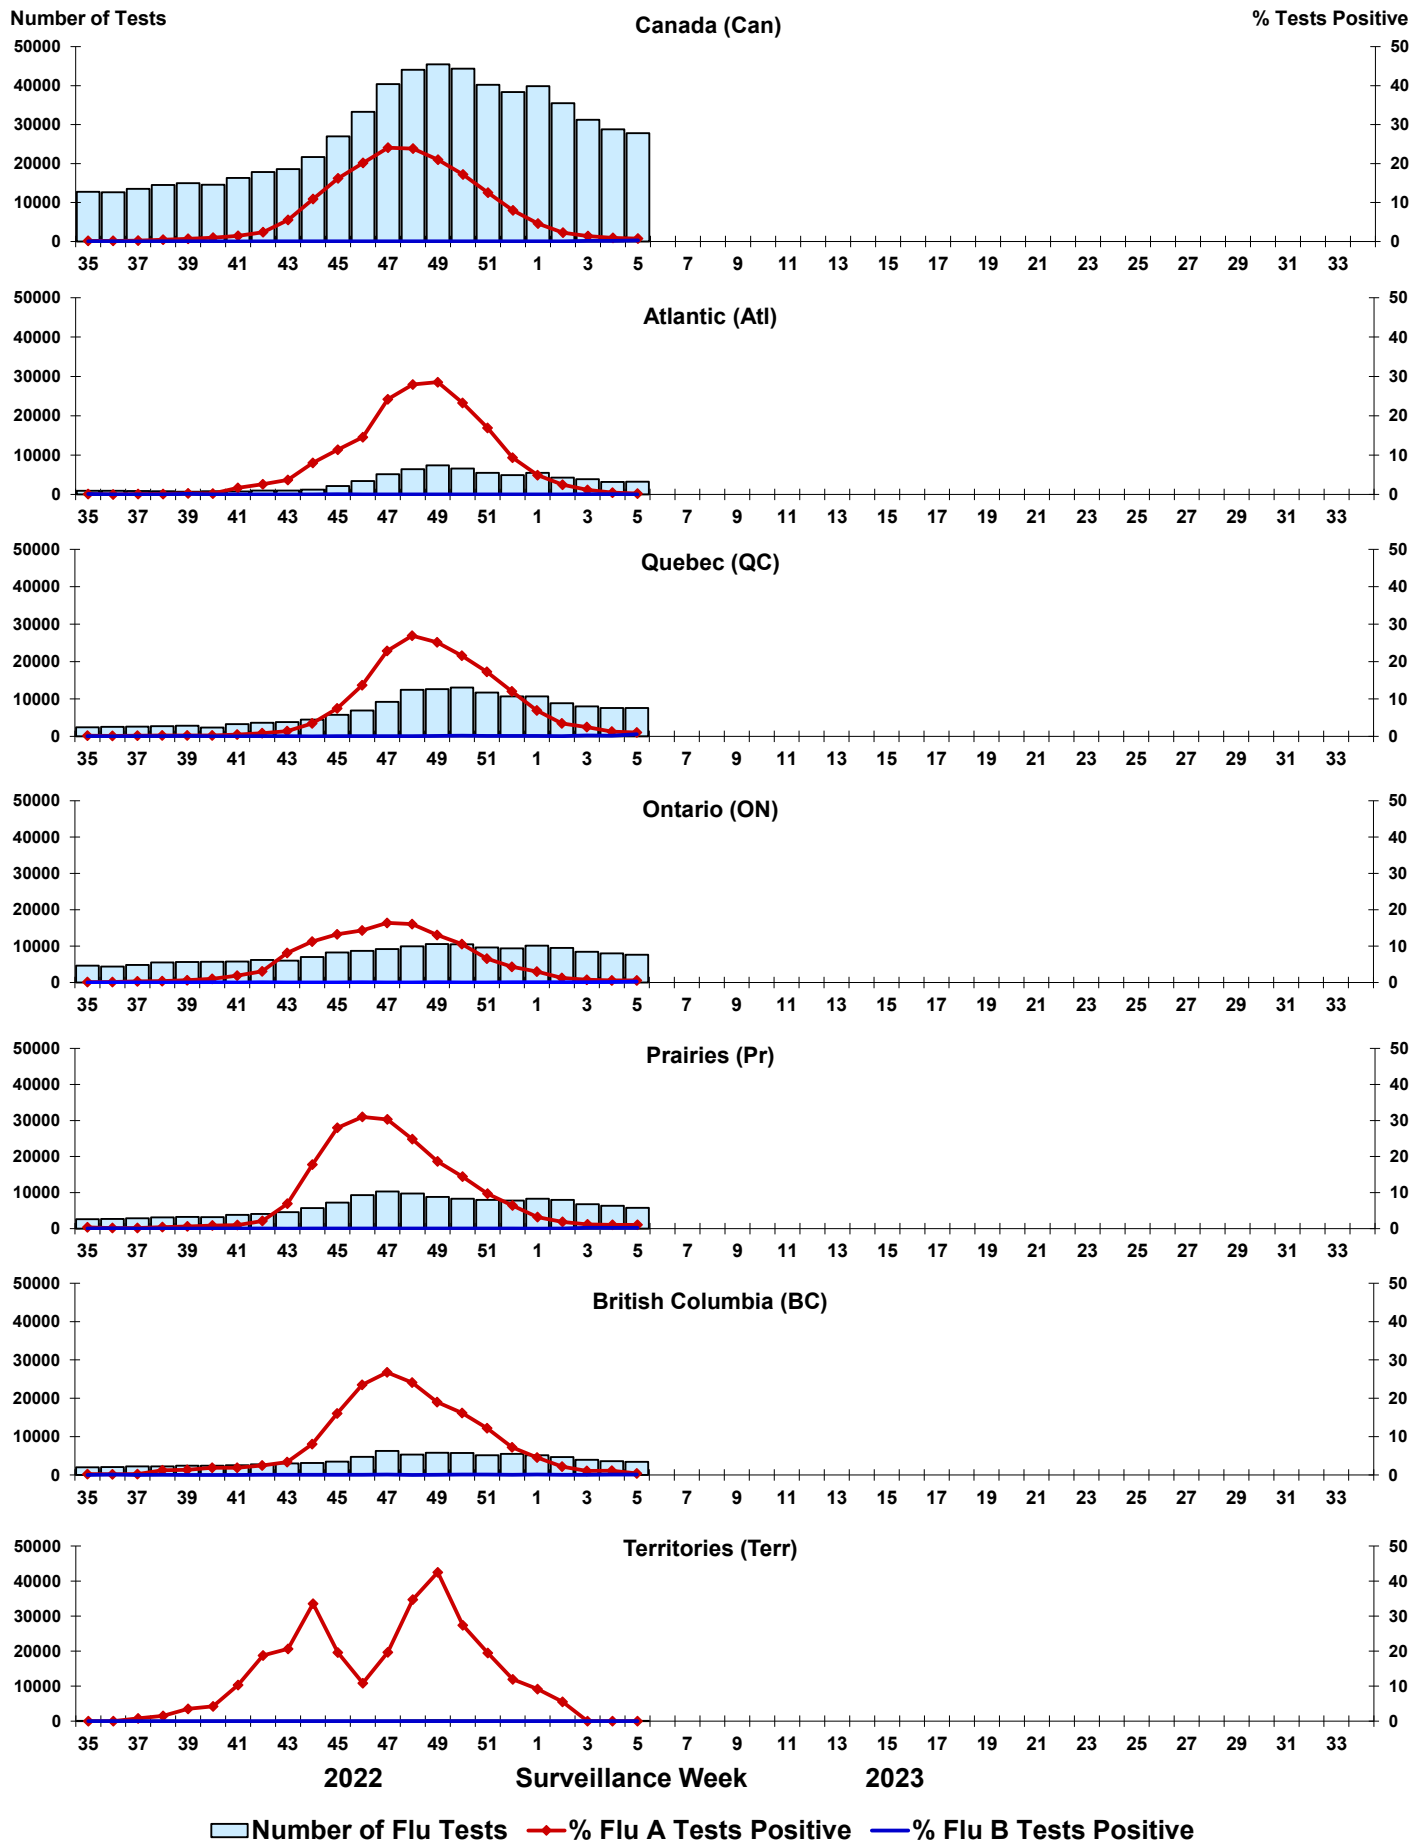 Number of Tests Canada (Can) % Tests Positive
50000 50
40000 40
30000 30
20000 20
10000 10
0 0
35 37 39 41 43 45 47 49 51 1 3 5 7 9 11 13 15 17 19 21 23 25 27 29 31 33
Atlantic (Atl)
50000 50
40000 40
30000 30
20000 20
10000 10
0 0
35 37 39 41 43 45 47 49 51 1 3 5 7 9 11 13 15 17 19 21 23 25 27 29 31 33
Quebec (QC)
50000 50
40000 40
30000 30
20000 20
10000 10
0 0
35 37 39 41 43 45 47 49 51 1 3 5 7 9 11 13 15 17 19 21 23 25 27 29 31 33
Ontario (ON)
50000 50
40000 40
30000 30
20000 20
10000 10
0 0
35 37 39 41 43 45 47 49 51 1 3 5 7 9 11 13 15 17 19 21 23 25 27 29 31 33
Prairies (Pr)
50000 50
40000 40
30000 30
20000 20
10000 10
0 0
35 37 39 41 43 45 47 49 51 1 3 5 7 9 11 13 15 17 19 21 23 25 27 29 31 33
British Columbia (BC)
50000 50
40000 40
30000 30
20000 20
10000 10
0 0
35 37 39 41 43 45 47 49 51 1 3 5 7 9 11 13 15 17 19 21 23 25 27 29 31 33
Territories (Terr)
50000 50
40000 40
30000 30
20000 20
10000 10
0 0
35 37 39 41 43 45 47 49 51 1 3 5 7 9 11 13 15 17 19 21 23 25 27 29 31 33
2022 Surveillance Week 2023
Number of Flu Tests % Flu A Tests Positive % Flu B Tests Positive